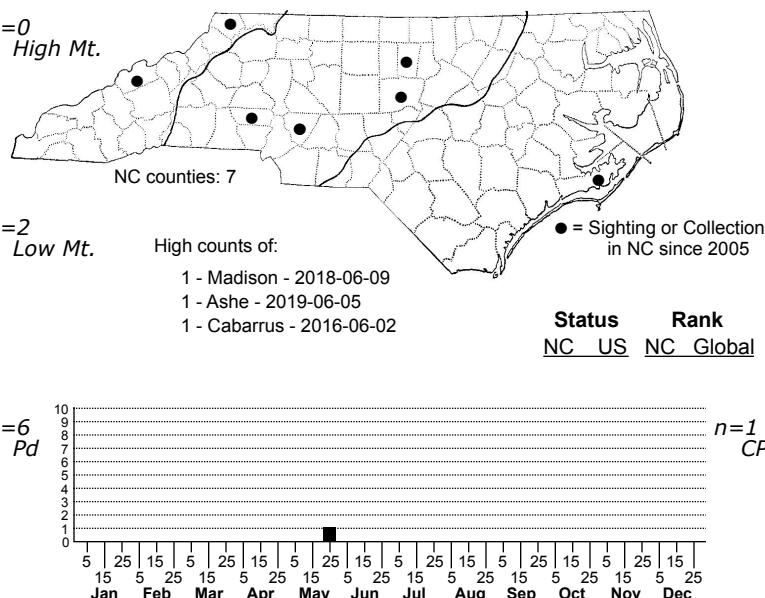 =0
High Mt.
NC counties: 7
=2
Low Mt.
High counts of:
1 - Madison - 2018-06-09
1 - Ashe - 2019-06-05
1 - Cabarrus - 2016-06-02
● = Sighting or Collection
in NC since 2005
Status Rank
NC US NC Global
=6
Pd
n=1
CP
10
9
8
7
6
5
4
3
2
1
0
5 25 15 5 25 15 5 25 15 5 25 15 5 25 15 5 25 15 5 25
15 5 25 15 5 25 15 5 25 15 5 25 15 5 25 15 5 25 15
Jan Feb Mar Apr May Jun Jul Aug Sep Oct Nov Dec